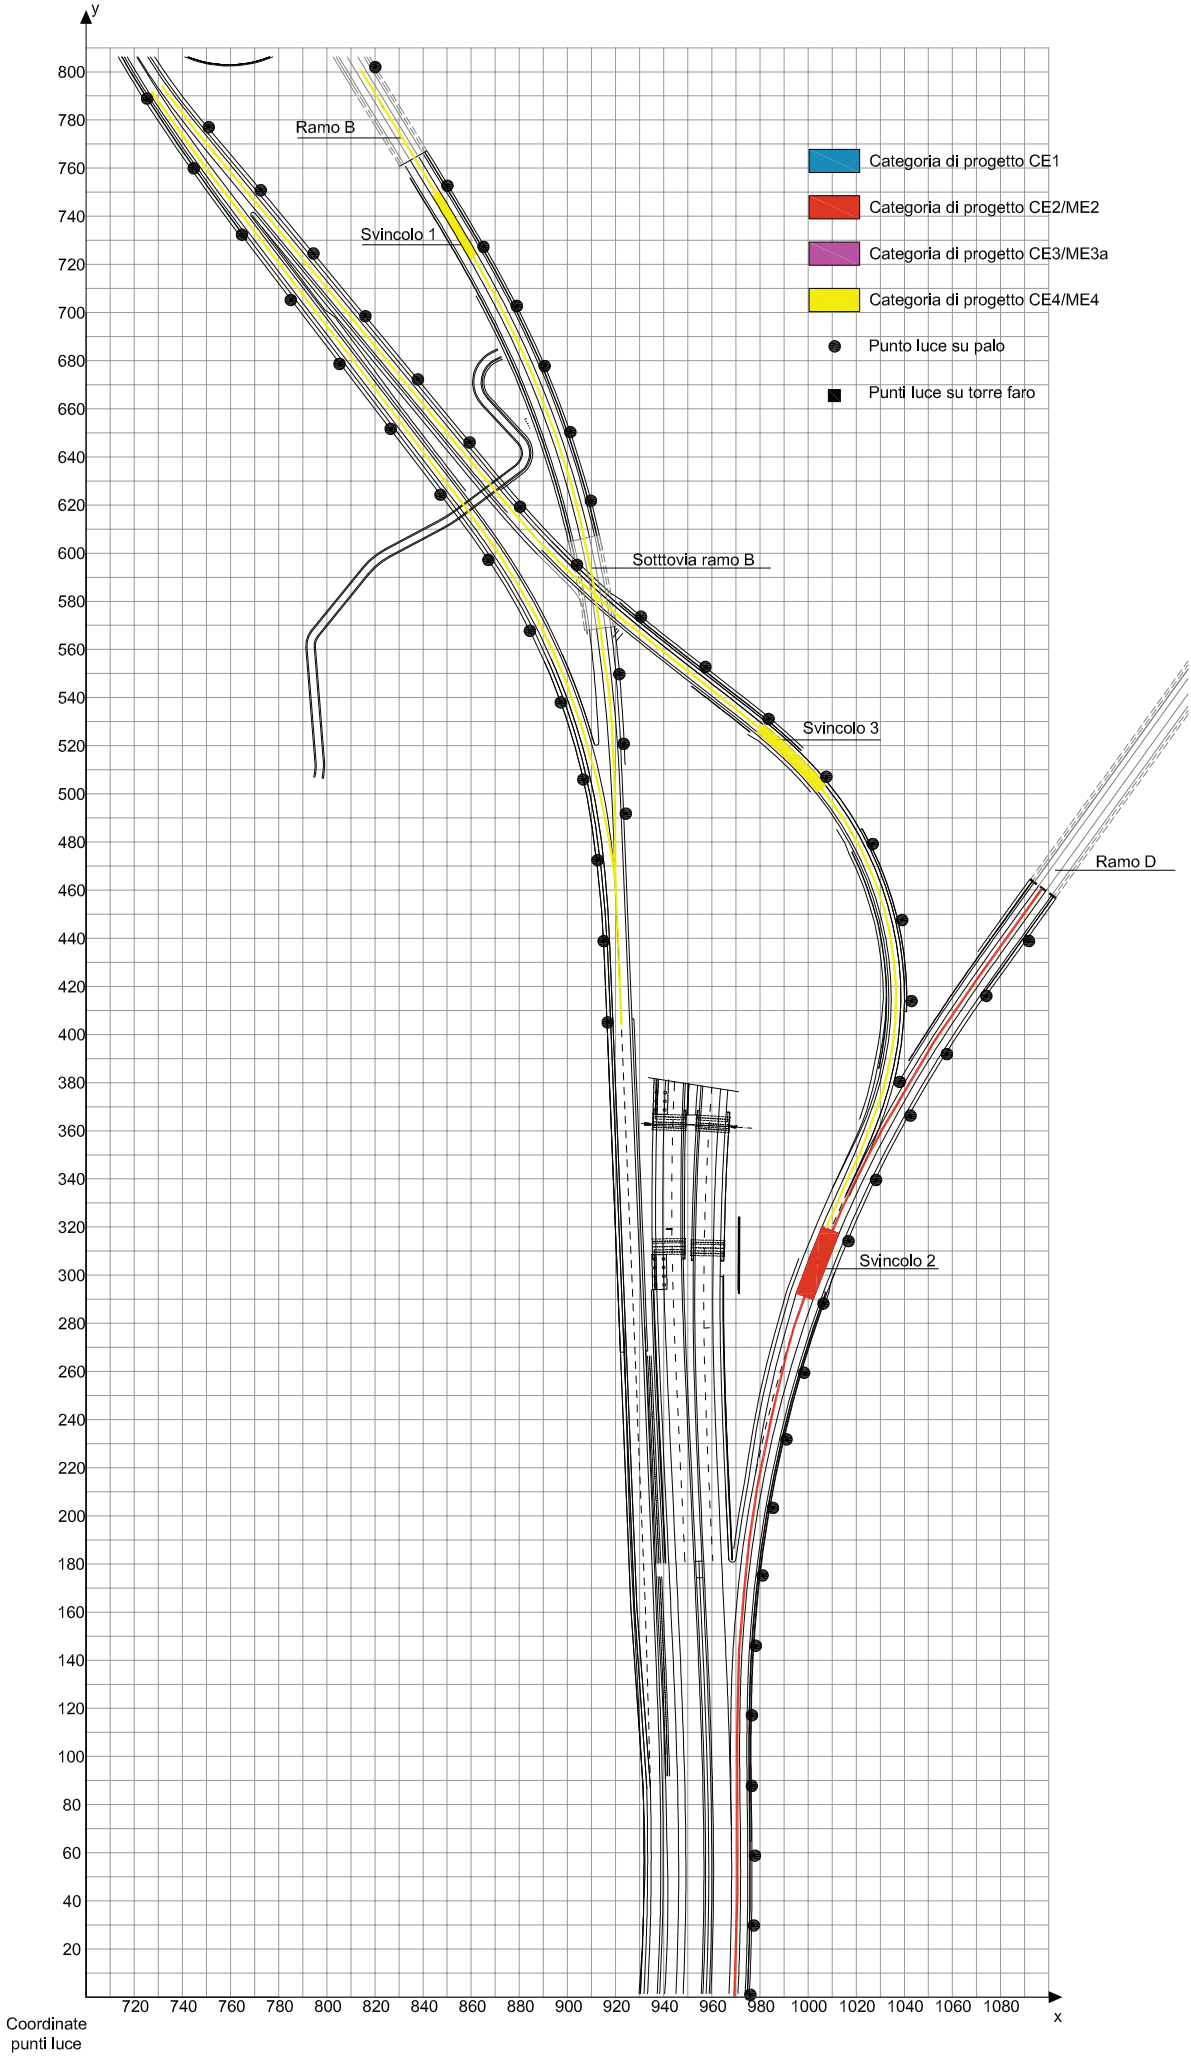 y
800
780
760
740
720
700
680
660
640
620
600
580
560
540
520
500
480
460
440
420
400
380
360
340
320
300
280
260
240
220
200
180
160
140
120
100
80
60
40
20
Ramo B
Svincolo 1
Categoria di progetto CE1
Categoria di progetto CE2/ME2
Categoria di progetto CE3/ME3a
Categoria di progetto CE4/ME4
Punto luce su palo
Punti luce su torre faro
Sotttovia ramo B
Svincolo 3
Ramo D
Svincolo 2
720 740 760 780 800 820 840 860 880 900 920 940 960 980 1000 1020 1040 1060 1080
x
Coordinate
punti luce